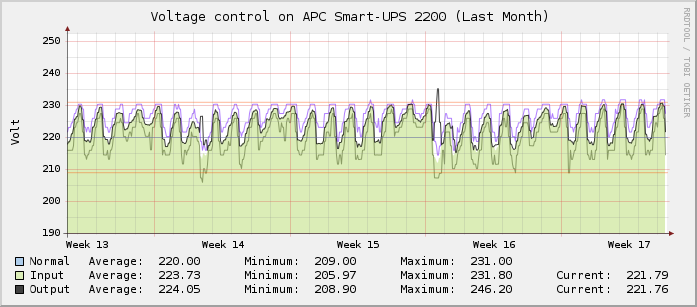 Voltage control on APC Smart-UPS 2200 (Last Month)
RRDTOOL / TOBI OETIKER
Volt
250
240
230
220
210
200
190
Week 13 Week 14 Week 15 Week 16 Week 17
Normal Average: 220.00 Minimum: 209.00 Maximum: 231.00
Input Average: 223.73 Minimum: 205.97 Maximum: 231.80 Current: 221.79
Output Average: 224.05 Minimum: 208.90 Maximum: 246.20 Current: 221.76